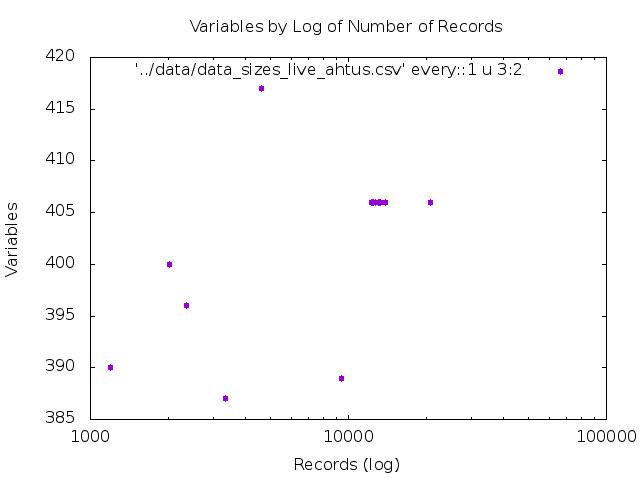 Variables by Log of Number of Records
420
'../data/data_sizes_live_ahtus.csv' every::1 u 3:2
415
410
405
400
395
390
385
Variables
1000
10000
100000
Records (log)